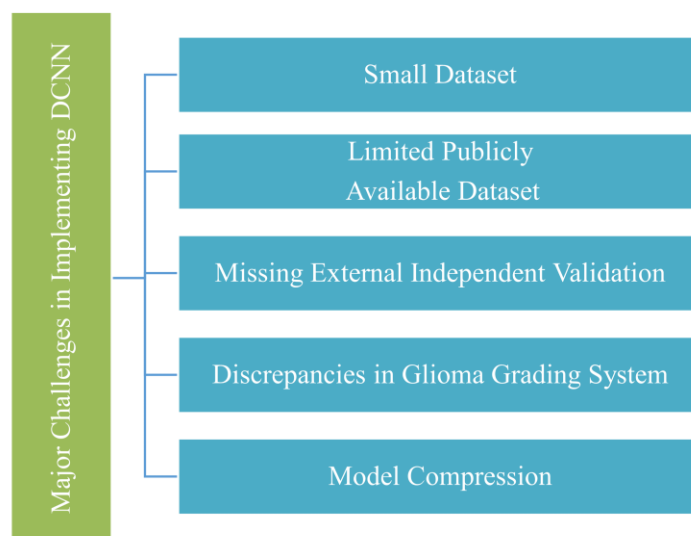 Major Challenges in Implementing DCNN
Small Dataset
Limited Publicly
Available Dataset
Missing External Independent Validation
Discrepancies in Glioma Grading System
Model Compression